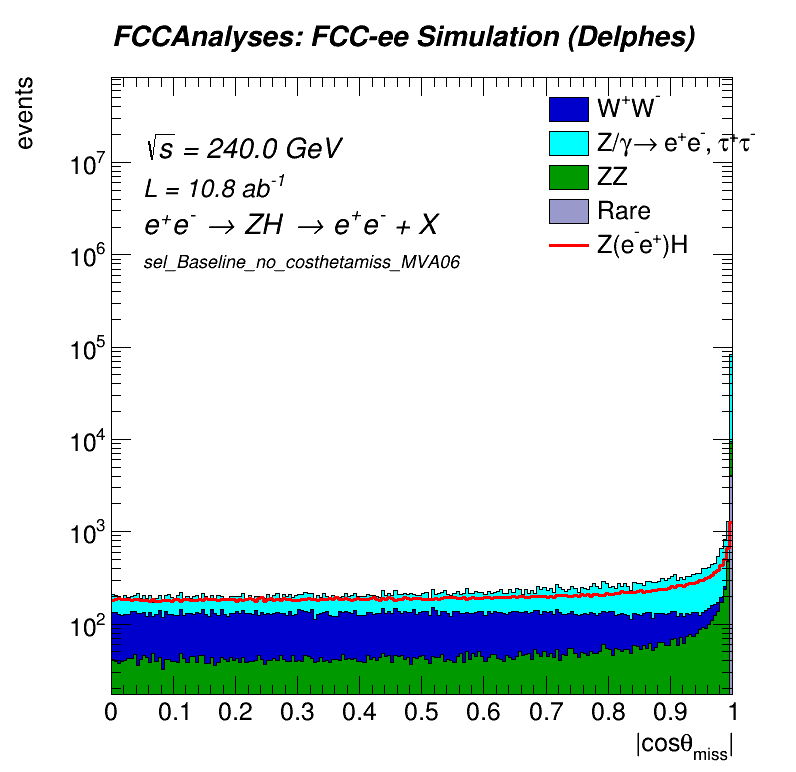 FCCAnalyses: FCC-ee Simulation (Delphes)
events
√s = 240.0 GeV
L = 10.8 ab⁻¹
e⁺e⁻ → ZH → e⁺e⁻ + X
sel_Baseline_no_costhetamiss_MVA06
W⁺W⁻
Z/γ→ e⁺e⁻, τ⁺τ⁻
ZZ
Rare
Z(e⁻e⁺)H
10⁷
10⁶
10⁵
10⁴
10³
10²
0 0.1 0.2 0.3 0.4 0.5 0.6 0.7 0.8 0.9 1
|cosθmiss|